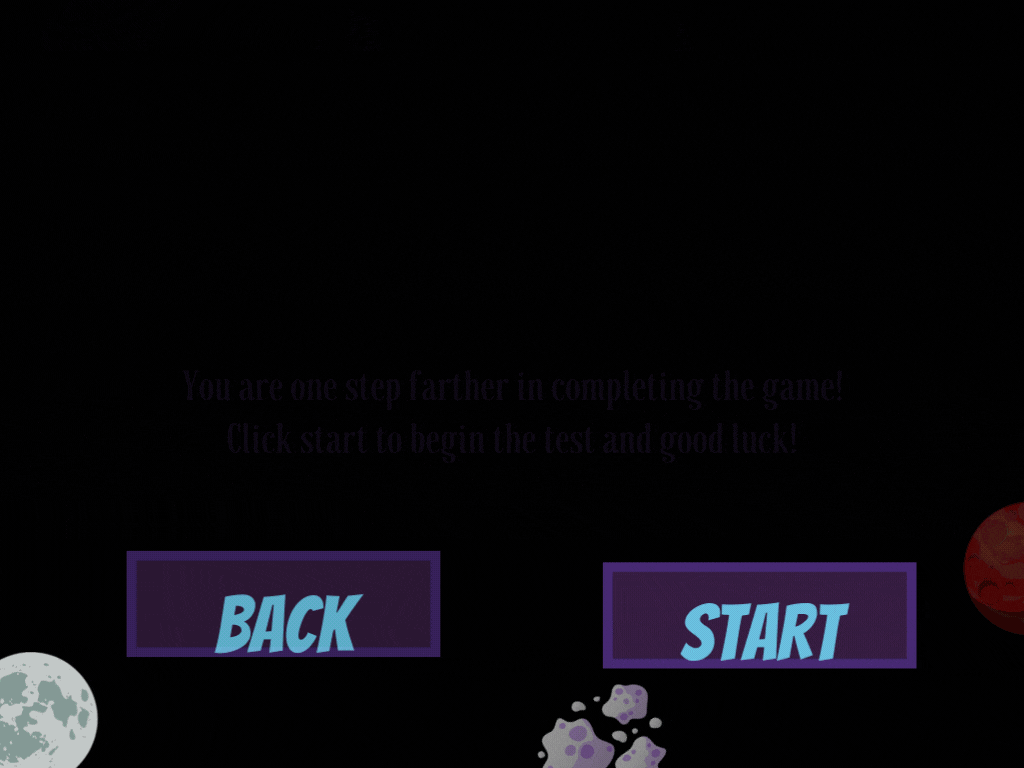 You are one step farther in completing the game!
Click start to begin the test and good luck!
BACK
START